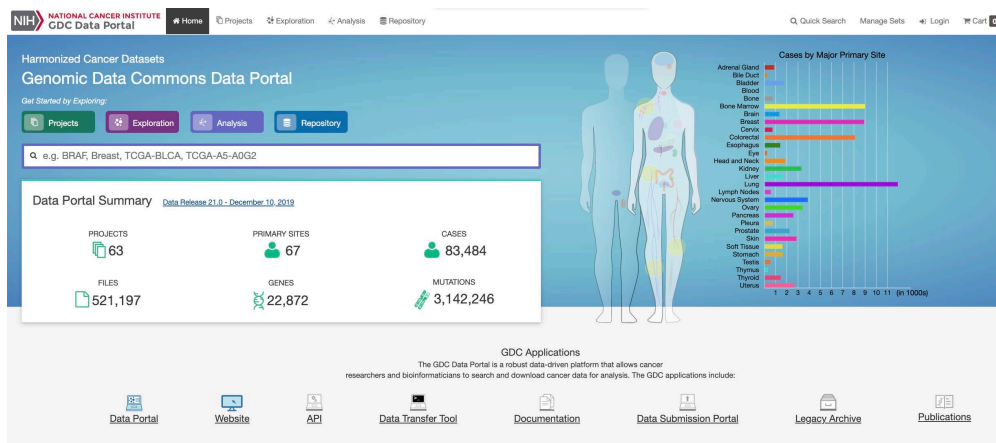 NIH NATIONAL CANCER INSTITUTE
GDC Data Portal
Home
Projects
Exploration
Analysis
Repository
Quick Search
Manage Sets
Login
Cart 0
Harmonized Cancer Datasets
Genomic Data Commons Data Portal
Get Started by Exploring:
Projects
Exploration
Analysis
Repository
e.g. BRAF, Breast, TCGA-BLCA, TCGA-A5-A0G2
Data Portal Summary
Data Release 21.0 - December 10, 2019
PROJECTS
63
PRIMARY SITES
67
CASES
83,484
FILES
521,197
GENES
22,872
MUTATIONS
3,142,246
Cases by Major Primary Site
Adrenal Gland
Bile Duct
Bladder
Blood
Bone
Bone Marrow
Brain
Breast
Cervix
Colorectal
Esophagus
Eye
Head and Neck
Kidney
Liver
Lung
Lymph Nodes
Nervous System
Ovary
Pancreas
Pleura
Prostate
Skin
Soft Tissue
Stomach
Testis
Thymus
Thyroid
Uterus
1 2 3 4 5 6 7 8 9 10 11 (in 1000s)
GDC Applications
The GDC Data Portal is a robust data-driven platform that allows cancer
researchers and bioinformaticians to search and download cancer data for analysis. The GDC applications include:
Data Portal
Website
API
Data Transfer Tool
Documentation
Data Submission Portal
Legacy Archive
Publications